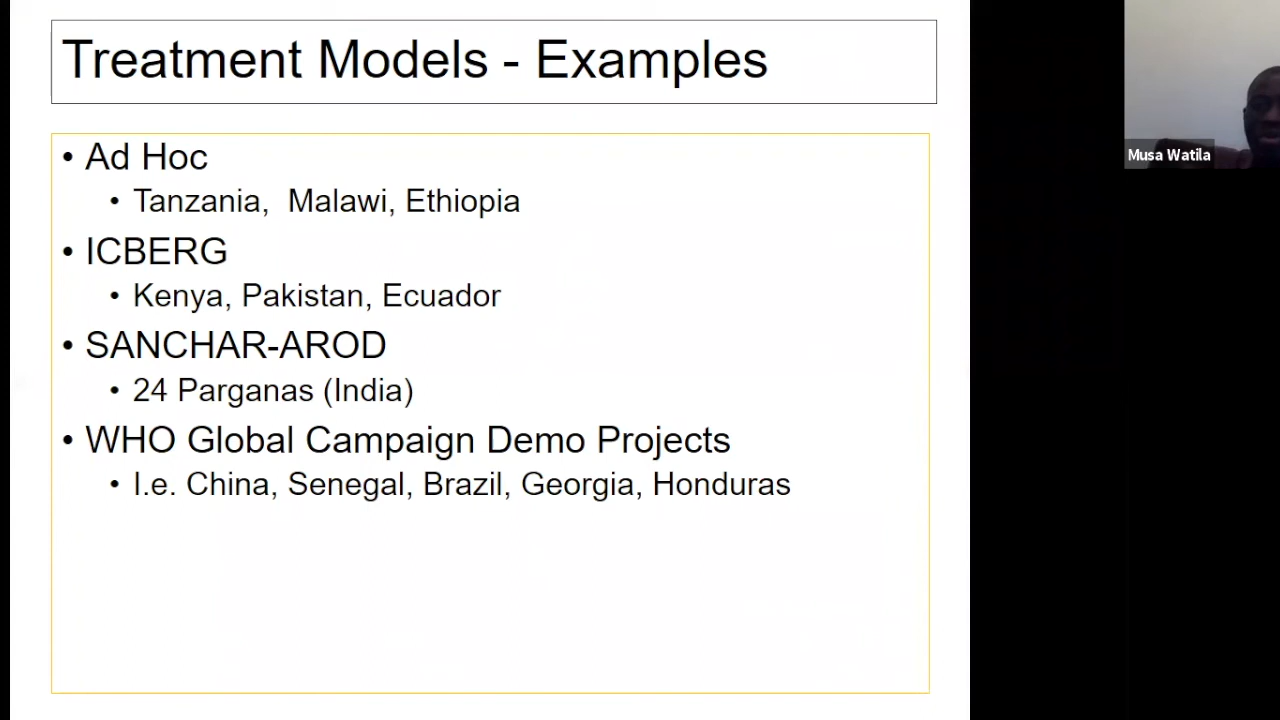 Treatment Models - Examples
• Ad Hoc
• Tanzania, Malawi, Ethiopia
• ICBERG
• Kenya, Pakistan, Ecuador
• SANCHAR-AROD
• 24 Parganas (India)
• WHO Global Campaign Demo Projects
• I.e. China, Senegal, Brazil, Georgia, Honduras
Musa Watila